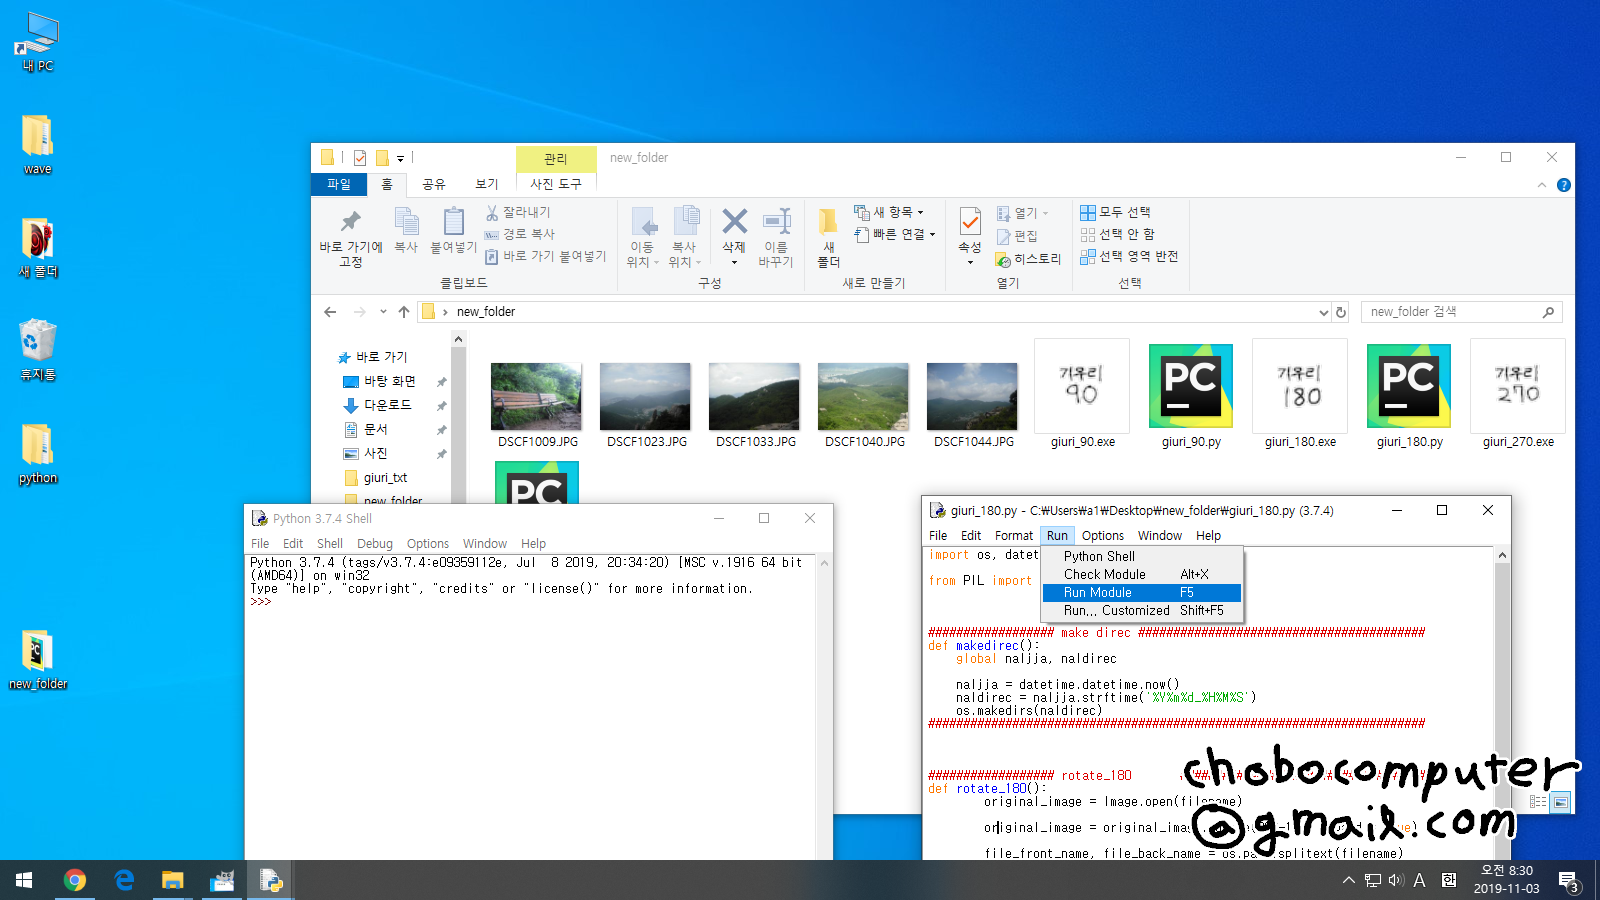 내 PC
wave
새 폴더
휴지통
python
new_folder
관리
new_folder
파일
홈
공유
보기
사진 도구
바로 가기에
고정
복사
붙여넣기
잘라내기
경로 복사
바로 가기 붙여넣기
클립보드
이동
위치
복사
위치
삭제
이름
바꾸기
구성
새
폴더
새 항목
빠른 연결
새로 만들기
속성
열기
편집
히스토리
열기
모두 선택
선택 안 함
선택 영역 반전
선택
new_folder
new_folder 검색
바로 가기
바탕 화면
다운로드
문서
사진
giuri_txt
new_folder
DSCF1009.JPG
DSCF1023.JPG
DSCF1033.JPG
DSCF1040.JPG
DSCF1044.JPG
기우리
90
giuri_90.exe
PC
giuri_90.py
기우리
180
giuri_180.exe
PC
giuri_180.py
기우리
270
giuri_270.exe
PC
Python 3.7.4 Shell
File Edit Shell Debug Options Window Help
Python 3.7.4 (tags/v3.7.4:e09359112e, Jul  8 2019, 20:34:20) [MSC v.1916 64 bit
(AMD64)] on win32
Type "help", "copyright", "credits" or "license()" for more information.
>>>
giuri_180.py - C:₩Users₩a1₩Desktop₩new_folder₩giuri_180.py (3.7.4)
File Edit Format Run Options Window Help
Python Shell
Check Module Alt+X
Run Module F5
Run... Customized Shift+F5
import os, datet
from PIL import
################## make direc #########################################
def makedirec():
global naljja, naldirec
naljja = datetime.datetime.now()
naldirec = naljja.strftime('%Y%m%d_%H%M%S')
os.makedirs(naldirec)
#######################################################################
################## rotate_180
def rotate_180():
original_image = Image.open(filename)
original_image = original_imag
file_front_name, file_back_name = os.pa splitext(filename)
chobocomputer
@gmail.com
A
한
오전 8:30
2019-11-03
3